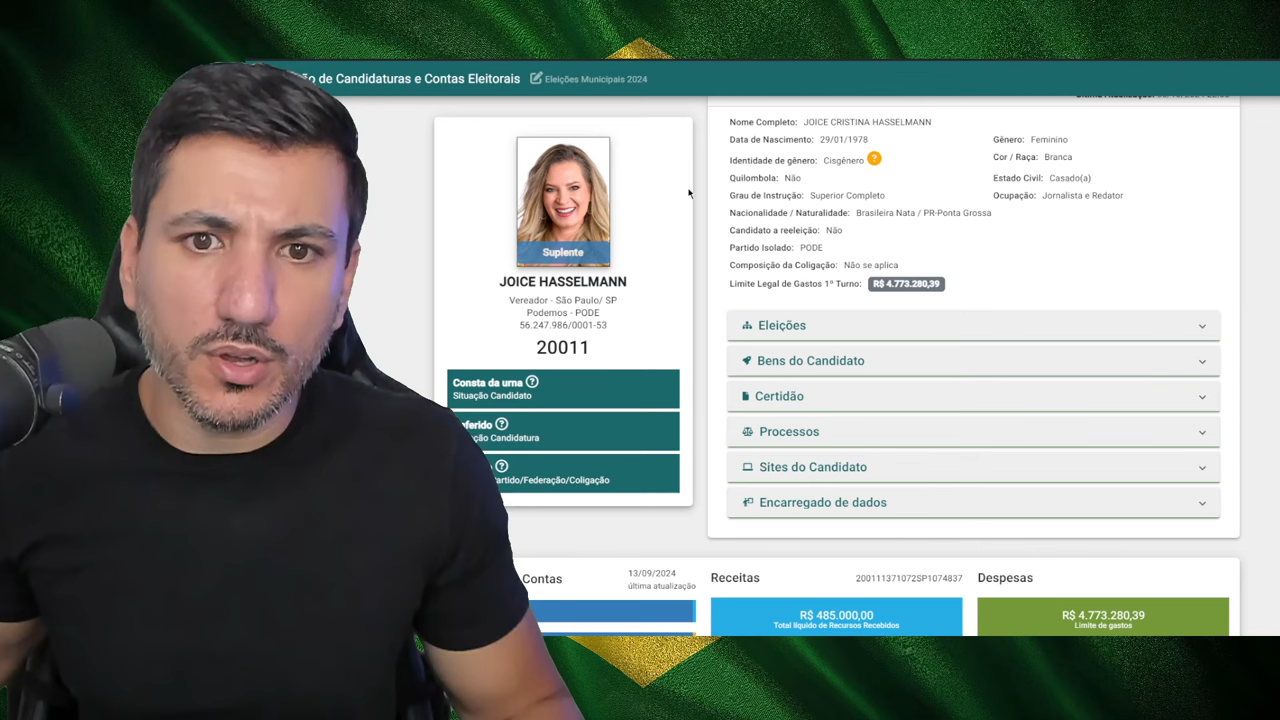 o de Candidaturas e Contas Eleitorais
Eleições Municipais 2024
Suplente
JOICE HASSELMANN
Vereador - São Paulo/ SP
Podemos - PODE
56.247.986/0001-53
20011
Consta da urna
Situação Candidato
eferido
ção Candidatura
artido/Federação/Coligação
Nome Completo: JOICE CRISTINA HASSELMANN
Data de Nascimento: 29/01/1978
Gênero: Feminino
Identidade de gênero: Cisgênero ?
Cor / Raça: Branca
Quilombola: Não
Estado Civil: Casado(a)
Grau de Instrução: Superior Completo
Ocupação: Jornalista e Redator
Nacionalidade / Naturalidade: Brasileira Nata / PR-Ponta Grossa
Candidato a reeleição: Não
Partido Isolado: PODE
Composição da Coligação: Não se aplica
Limite Legal de Gastos 1º Turno: R$ 4.773.280,39
Eleições
Bens do Candidato
Certidão
Processos
Sites do Candidato
Encarregado de dados
Contas
13/09/2024
última atualização
Receitas
200111371072SP1074837
R$ 485.000,00
Total líquido de Recursos Recebidos
Despesas
R$ 4.773.280,39
Limite de gastos